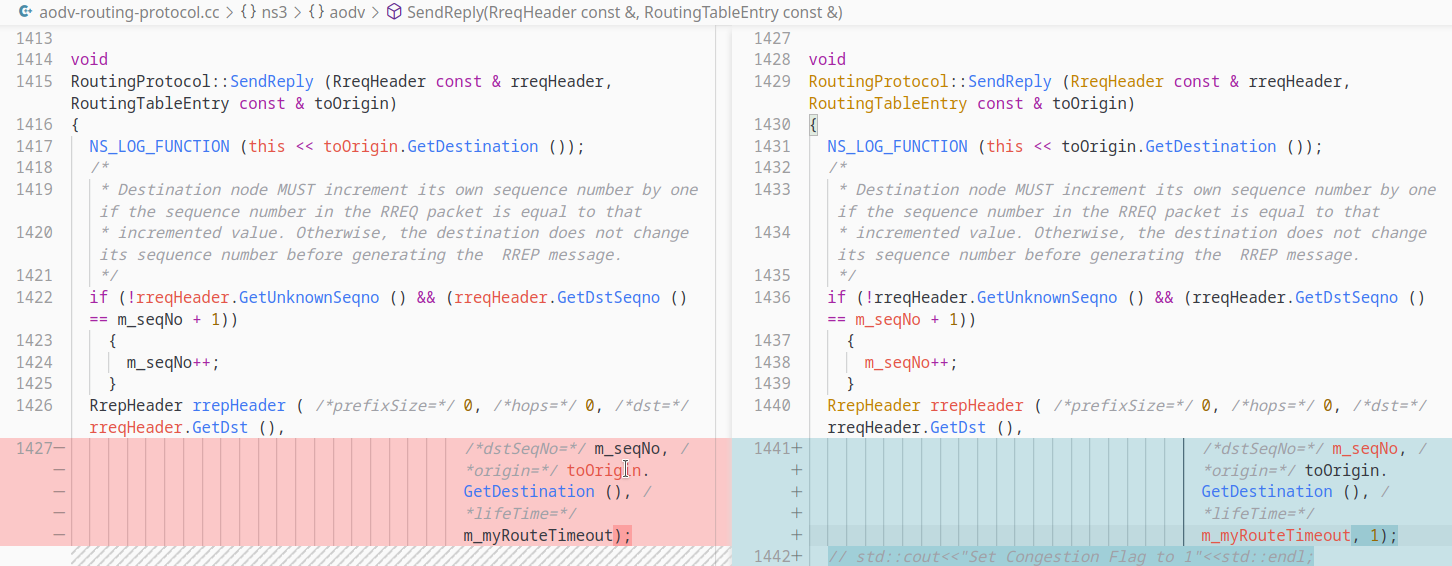 aodv-routing-protocol.cc > {} ns3 > {} aodv > SendReply(RreqHeader const &, RoutingTableEntry const &)
1413
1414 void
1415 RoutingProtocol::SendReply (RreqHeader const & rreqHeader,
RoutingTableEntry const & toOrigin)
1416 {
1417 NS_LOG_FUNCTION (this << toOrigin.GetDestination ());
1418 /*
1419 * Destination node MUST increment its own sequence number by one
if the sequence number in the RREQ packet is equal to that
1420 * incremented value. Otherwise, the destination does not change
its sequence number before generating the  RREP message.
1421 */
1422 if (!rreqHeader.GetUnknownSeqno () && (rreqHeader.GetDstSeqno ()
== m_seqNo + 1))
1423 {
1424 m_seqNo++;
1425 }
1426 RrepHeader rrepHeader ( /*prefixSize=*/ 0, /*hops=*/ 0, /*dst=*/
rreqHeader.GetDst (),
1427— /*dstSeqNo=*/ m_seqNo, /
— *origin=*/ toOrigin.
— GetDestination (), /
— *lifeTime=*/
— m_myRouteTimeout);
1427
1428 void
1429 RoutingProtocol::SendReply (RreqHeader const & rreqHeader,
RoutingTableEntry const & toOrigin)
1430 {
1431 NS_LOG_FUNCTION (this << toOrigin.GetDestination ());
1432 /*
1433 * Destination node MUST increment its own sequence number by one
if the sequence number in the RREQ packet is equal to that
1434 * incremented value. Otherwise, the destination does not change
its sequence number before generating the  RREP message.
1435 */
1436 if (!rreqHeader.GetUnknownSeqno () && (rreqHeader.GetDstSeqno ()
== m_seqNo + 1))
1437 {
1438 m_seqNo++;
1439 }
1440 RrepHeader rrepHeader ( /*prefixSize=*/ 0, /*hops=*/ 0, /*dst=*/
rreqHeader.GetDst (),
1441+ /*dstSeqNo=*/ m_seqNo, /
+ *origin=*/ toOrigin.
+ GetDestination (), /
+ *lifeTime=*/
+ m_myRouteTimeout, 1);
1442+ // std::cout<<"Set Congestion Flag to 1"<<std::endl;